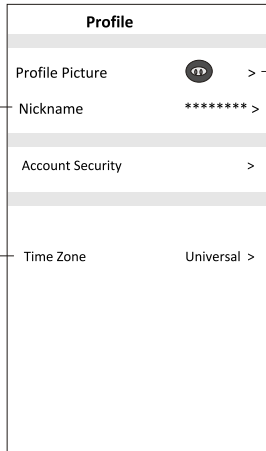 Profile
Profile Picture >
Nickname ******** >
Account Security >
Time Zone Universal >